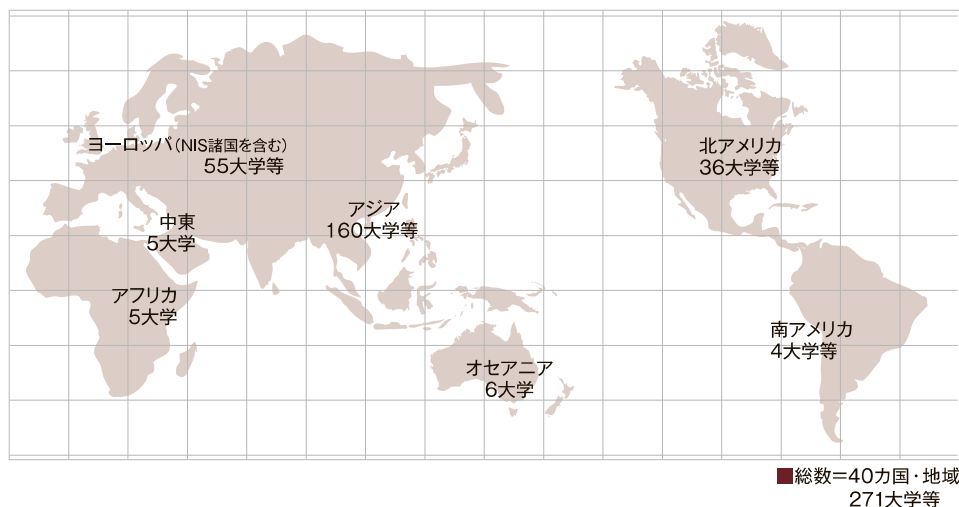 ヨーロッパ(NIS諸国を含む)
55大学等
北アメリカ
36大学等
アジア
160大学等
中東
5大学
アフリカ
5大学
南アメリカ
4大学等
オセアニア
6大学
■総数=40カ国・地域
271大学等